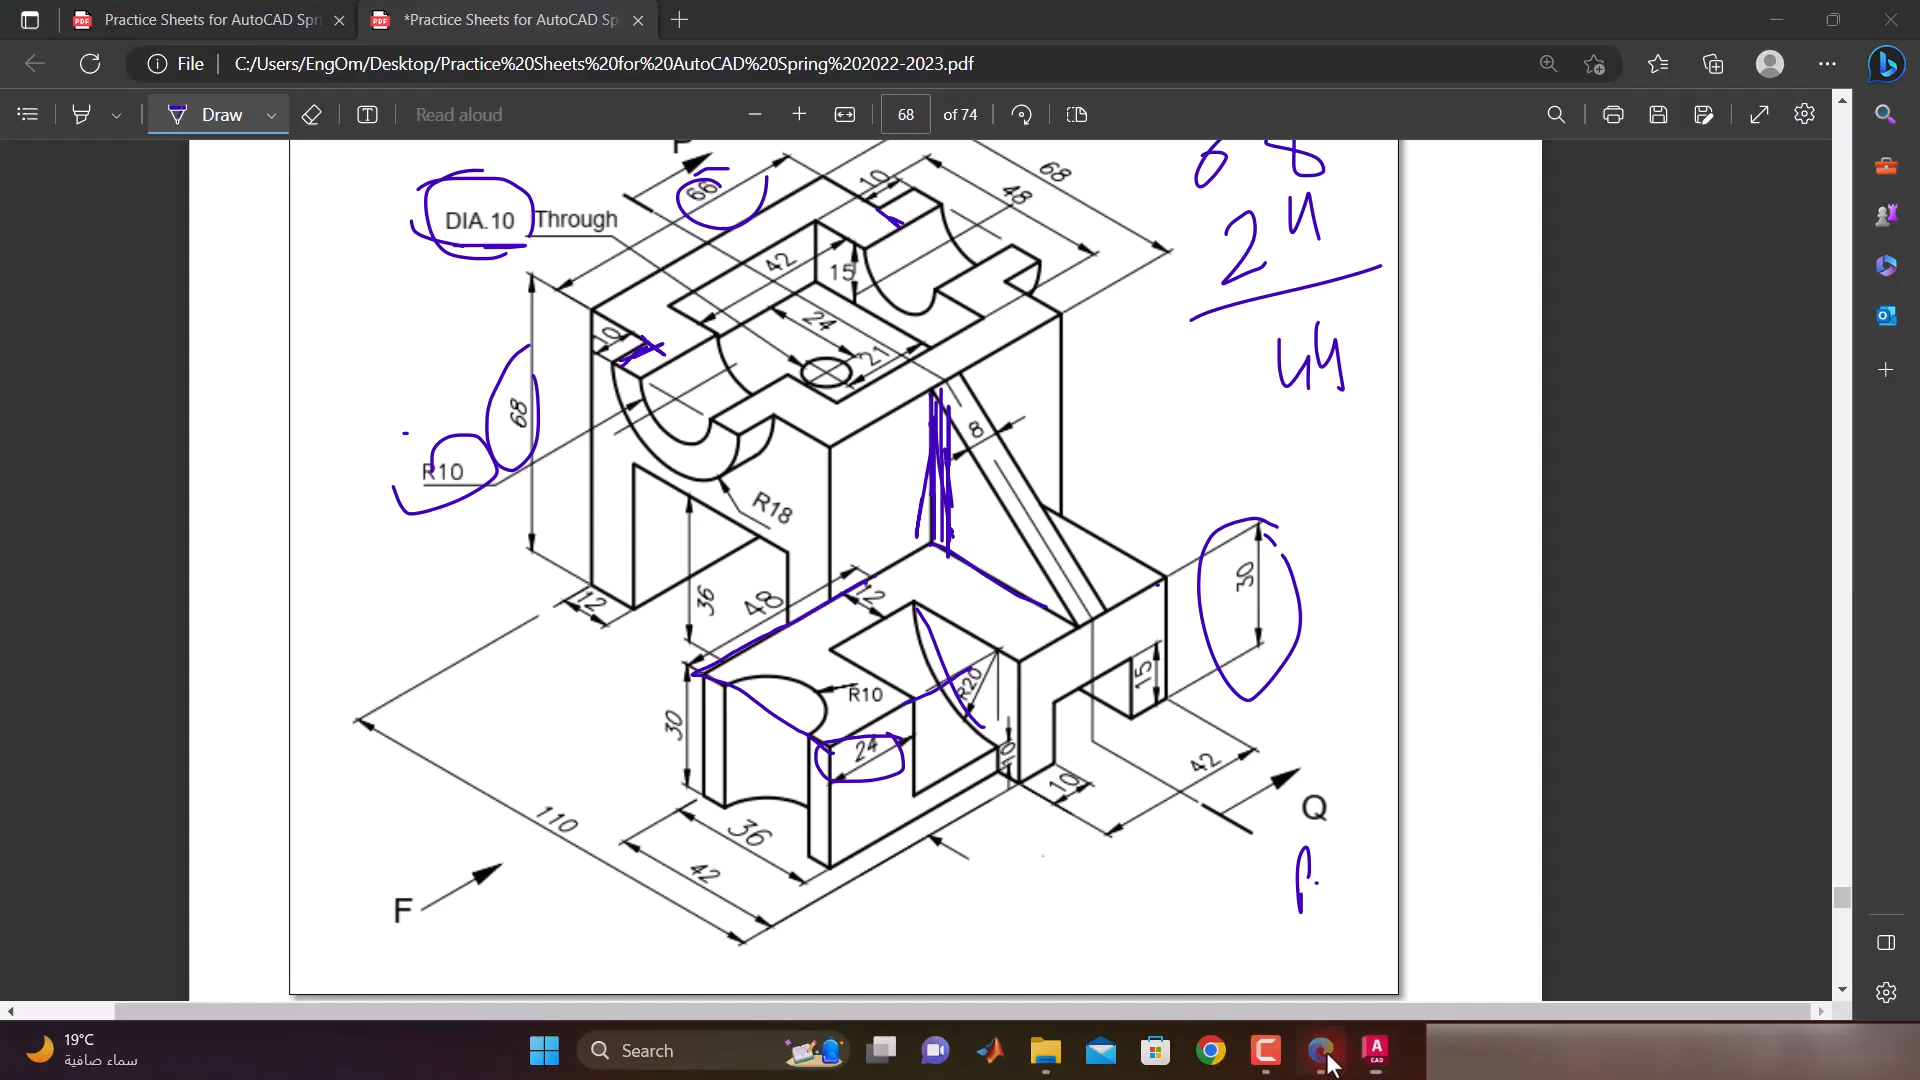 Practice Sheets for AutoCAD Spri
*Practice Sheets for AutoCAD Sp
File
C:/Users/EngOm/Desktop/Practice%20Sheets%20for%20AutoCAD%20Spring%202022-2023.pdf
Draw
Read aloud
68
of 74
68
10
66
68
48
24
DIA.10 Through
42
15
44
24
10
21
68
8
R10
R18
30
36
48
12
12
R20
15
R10
30
24
10
42
10
110
36
Q
42
F
19°C
سماء صافية
Search